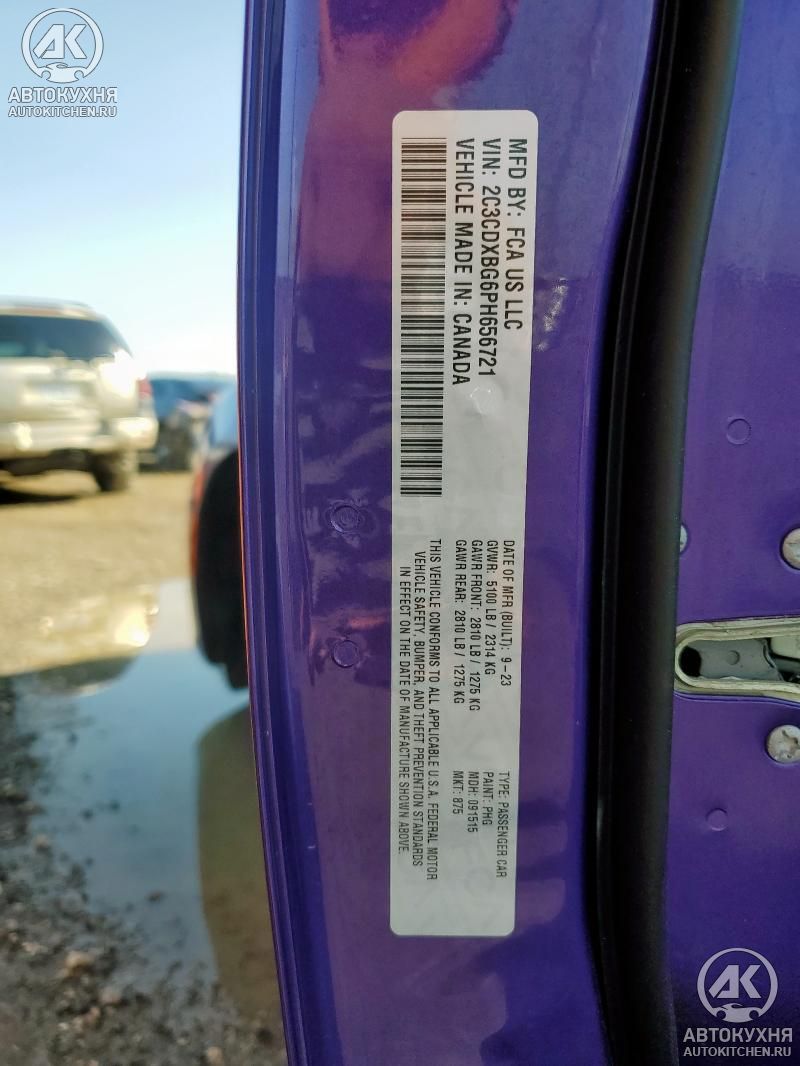 АК
АВТОКУХНЯ
AUTOKITCHEN.RU
MFD BY: FCA US LLC
VIN: 2C3CDXBG6PH656721
VEHICLE MADE IN: CANADA
DATE OF MFR (BUILT): 9-23
GVWR: 5100 LB / 2314 KG
GAWR FRONT: 2810 LB / 1275 KG
GAWR REAR: 2810 LB / 1275 KG
THIS VEHICLE CONFORMS TO ALL APPLICABLE U.S.A. FEDERAL MOTOR
VEHICLE SAFETY, BUMPER, AND THEFT PREVENTION STANDARDS
IN EFFECT ON THE DATE OF MANUFACTURE SHOWN ABOVE.
TYPE: PASSENGER CAR
PAINT: PHG
MDH: 091515
MKT: 875
АК
АВТОКУХНЯ
AUTOKITCHEN.RU